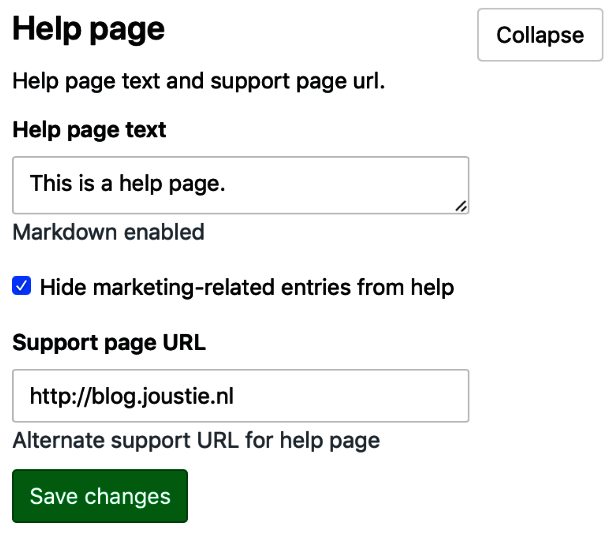 Help page
Collapse
Help page text and support page url.
Help page text
This is a help page.
Markdown enabled
Hide marketing-related entries from help
Support page URL
http://blog.joustie.nl
Alternate support URL for help page
Save changes